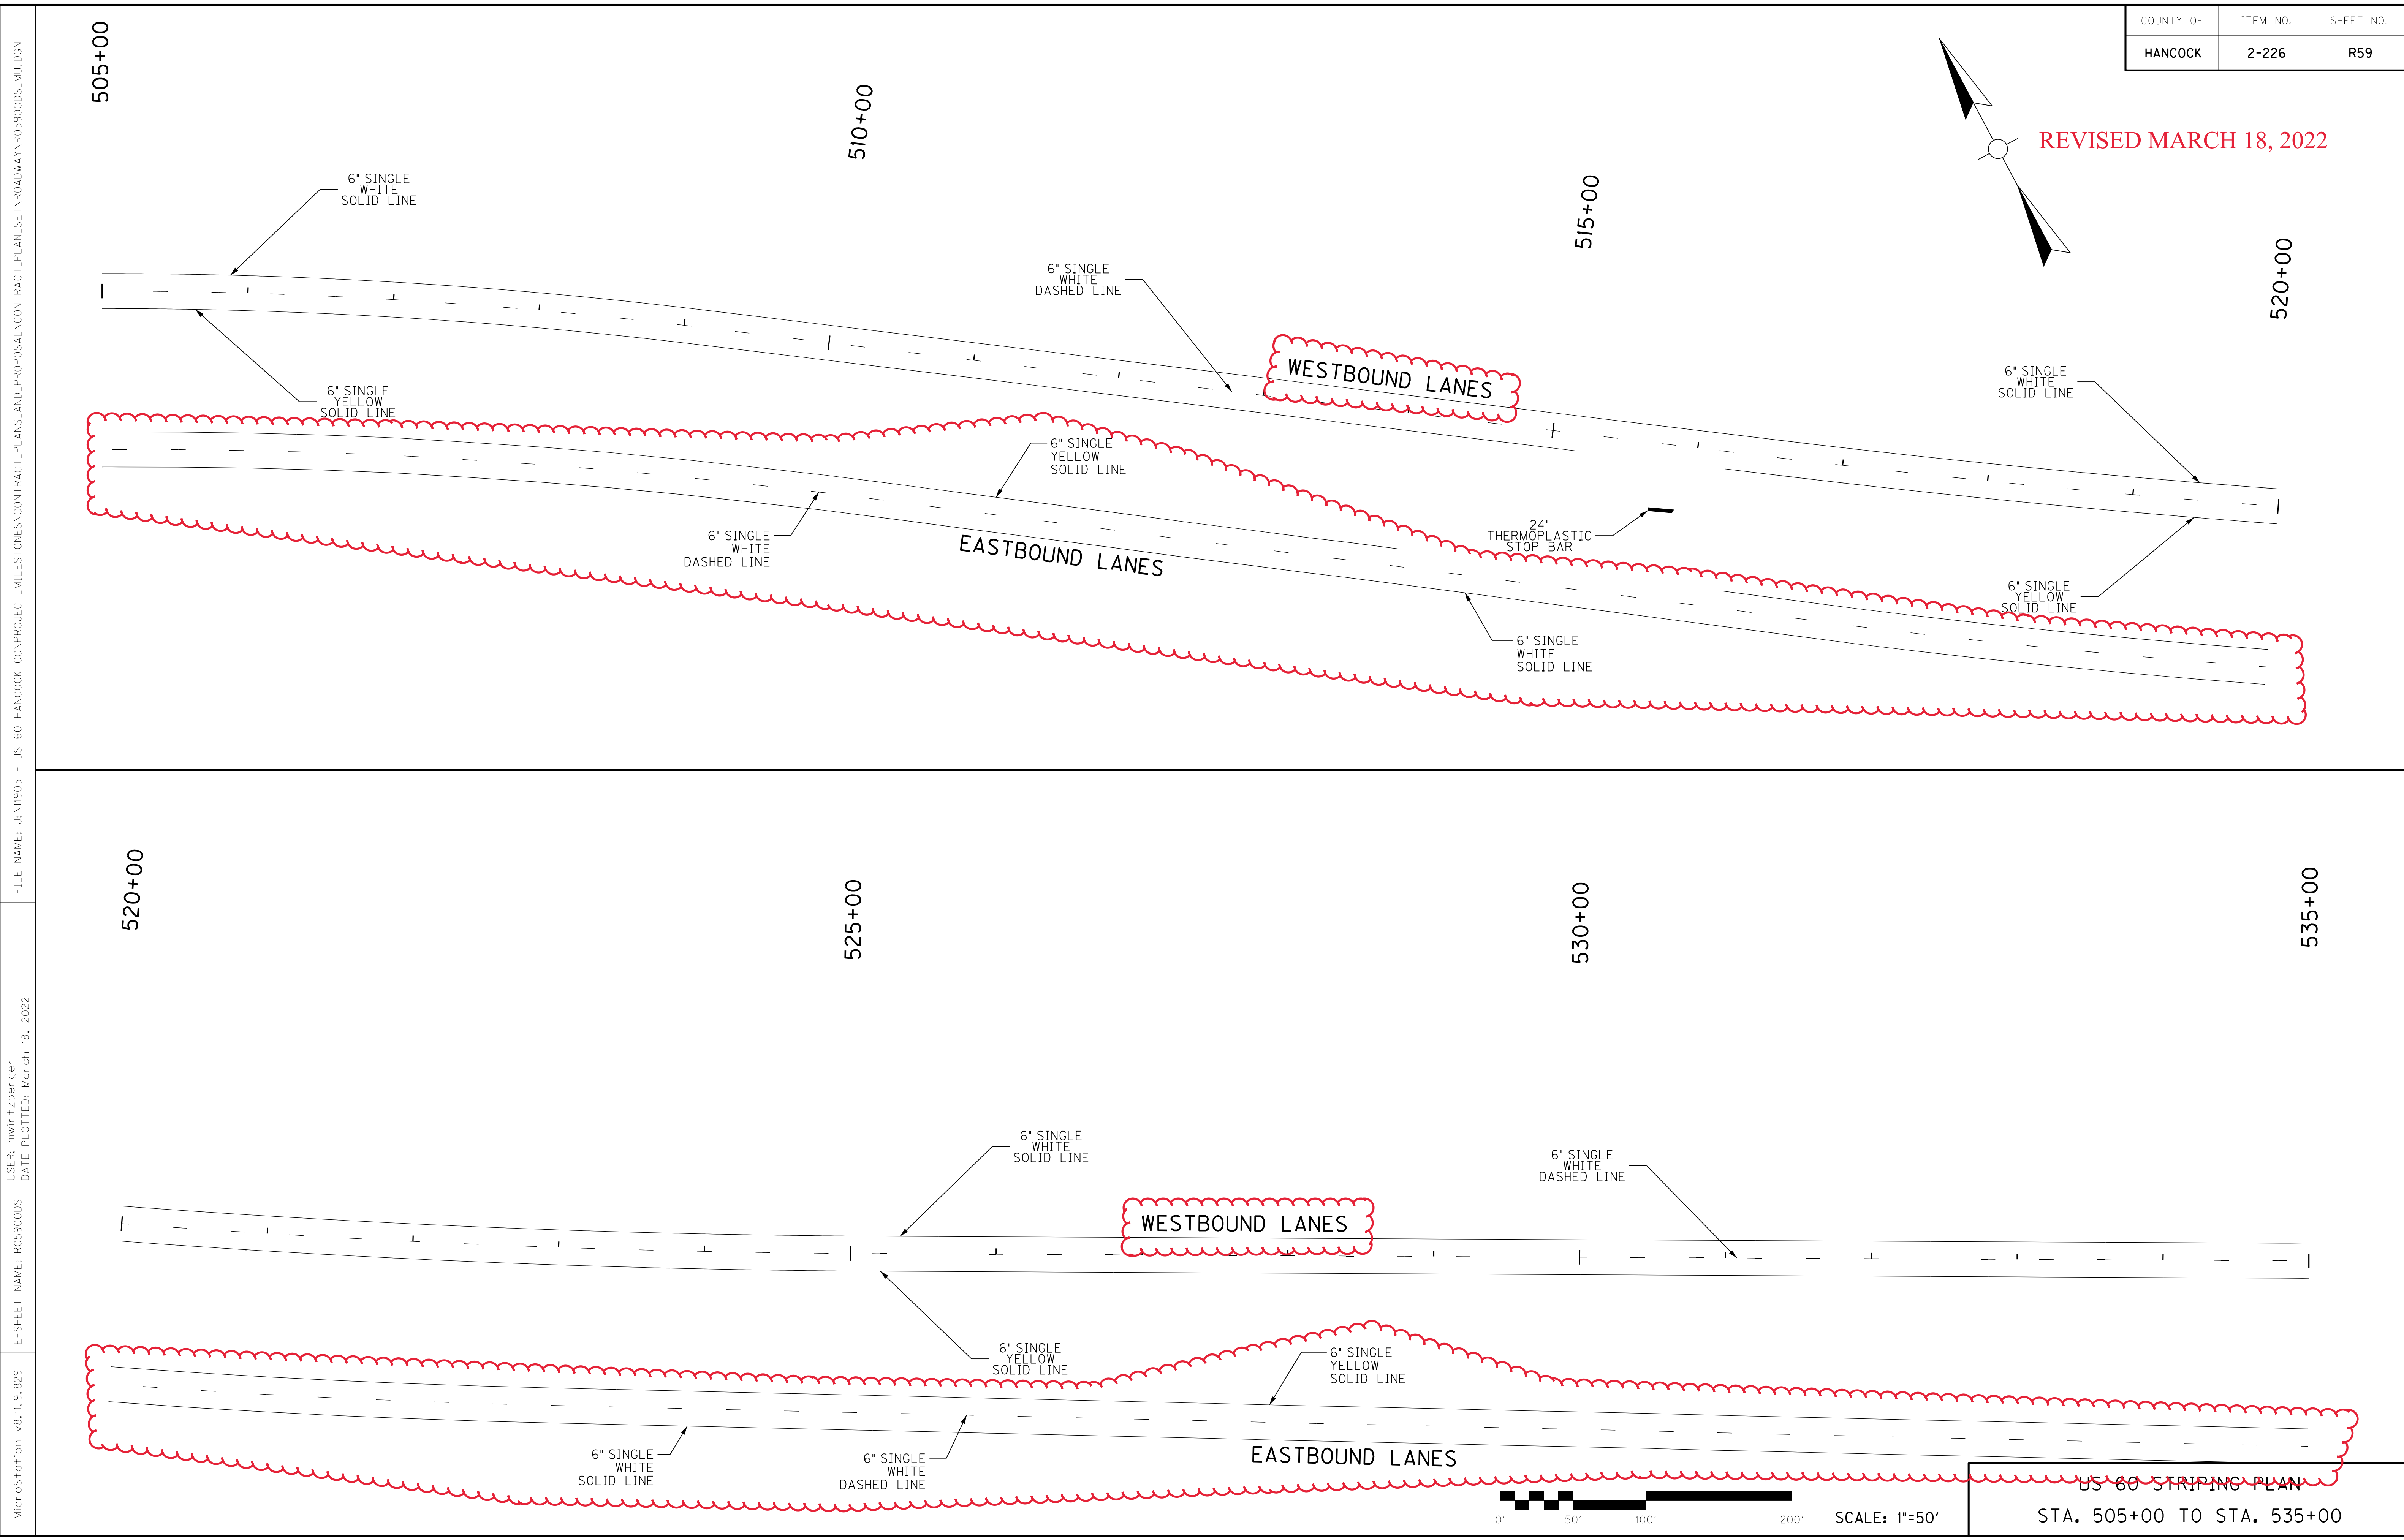 COUNTY OF
ITEM NO.
SHEET NO.
HANCOCK
2-226
R59
REVISED MARCH 18, 2022
505+00
510+00
515+00
520+00
6" SINGLE
WHITE
SOLID LINE
6" SINGLE
WHITE
DASHED LINE
WESTBOUND LANES
6" SINGLE
WHITE
SOLID LINE
6" SINGLE
YELLOW
SOLID LINE
6" SINGLE
YELLOW
SOLID LINE
6" SINGLE
WHITE
DASHED LINE
EASTBOUND LANES
24"
THERMOPLASTIC
STOP BAR
6" SINGLE
YELLOW
SOLID LINE
6" SINGLE
WHITE
SOLID LINE
520+00
525+00
530+00
535+00
6" SINGLE
WHITE
SOLID LINE
WESTBOUND LANES
6" SINGLE
WHITE
DASHED LINE
6" SINGLE
YELLOW
SOLID LINE
6" SINGLE
YELLOW
SOLID LINE
6" SINGLE
WHITE
SOLID LINE
6" SINGLE
WHITE
DASHED LINE
EASTBOUND LANES
0'
50'
100'
200'
SCALE: 1"=50'
US 60 STRIPING PLAN
STA. 505+00 TO STA. 535+00
FILE NAME: J:\11905 - US 60 HANCOCK CO\PROJECT_MILESTONES\CONTRACT_PLANS_AND_PROPOSAL\CONTRACT_PLAN_SET\ROADWAY\R05900DS_MU.DGN
USER: mwirtzberger
DATE PLOTTED: March 18, 2022
E-SHEET NAME: R05900DS
MicroStation v8.11.9.829